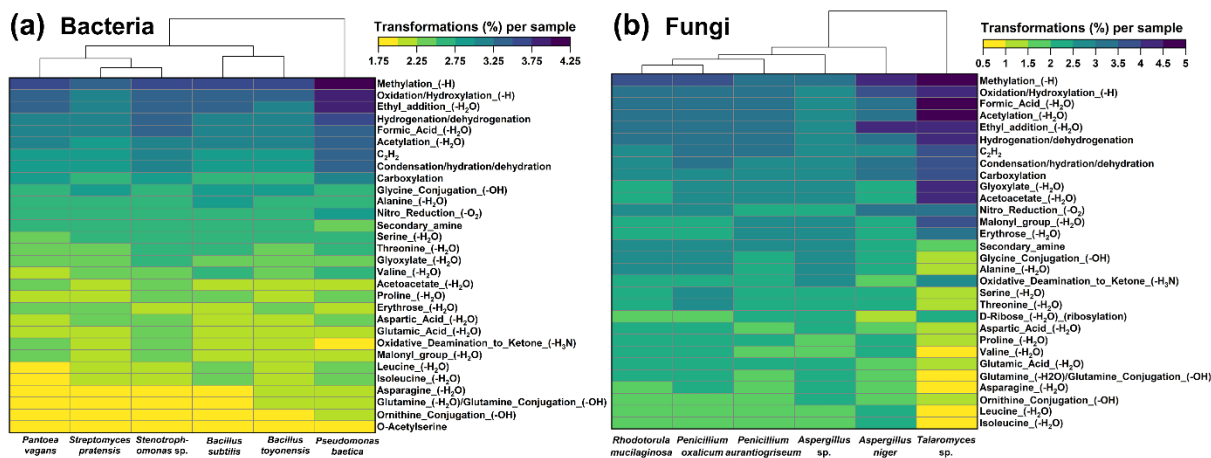 (a) Bacteria
Transformations (%) per sample
1.75 2.25 2.75 3.25 3.75 4.25
Methylation_(-H)
Oxidation/Hydroxylation_(-H)
Ethyl_addition_(-H₂O)
Hydrogenation/dehydrogenation
Formic_Acid_(-H₂O)
Acetylation_(-H₂O)
C₂H₂
Condensation/hydration/dehydration
Carboxylation
Glycine_Conjugation_(-OH)
Alanine_(-H₂O)
Nitro_Reduction_(-O₂)
Secondary_amine
Serine_(-H₂O)
Threonine_(-H₂O)
Glyoxylate_(-H₂O)
Valine_(-H₂O)
Acetoacetate_(-H₂O)
Proline_(-H₂O)
Erythrose_(-H₂O)
Aspartic_Acid_(-H₂O)
Glutamic_Acid_(-H₂O)
Oxidative_Deamination_to_Ketone_(-H₃N)
Malonyl_group_(-H₂O)
Leucine_(-H₂O)
Isoleucine_(-H₂O)
Asparagine_(-H₂O)
Glutamine_(-H₂O)/Glutamine_Conjugation_(-OH)
Ornithine_Conjugation_(-OH)
O-Acetylserine
Pantoea Streptomyces Stenotroph- Bacillus Bacillus Pseudomonas
vagans pratensis omonas sp. subtilis toyonensis baetica
(b) Fungi
Transformations (%) per sample
0.5 1 1.5 2 2.5 3 3.5 4 4.5 5
Methylation_(-H)
Oxidation/Hydroxylation_(-H)
Formic_Acid_(-H₂O)
Acetylation_(-H₂O)
Ethyl_addition_(-H₂O)
Hydrogenation/dehydrogenation
C₂H₂
Condensation/hydration/dehydration
Carboxylation
Glyoxylate_(-H₂O)
Acetoacetate_(-H₂O)
Nitro_Reduction_(-O₂)
Malonyl_group_(-H₂O)
Erythrose_(-H₂O)
Secondary_amine
Glycine_Conjugation_(-OH)
Alanine_(-H₂O)
Oxidative_Deamination_to_Ketone_(-H₃N)
Serine_(-H₂O)
Threonine_(-H₂O)
D-Ribose_(-H₂O)_(ribosylation)
Aspartic_Acid_(-H₂O)
Proline_(-H₂O)
Valine_(-H₂O)
Glutamic_Acid_(-H₂O)
Glutamine_(-H2O)/Glutamine_Conjugation_(-OH)
Asparagine_(-H₂O)
Ornithine_Conjugation_(-OH)
Leucine_(-H₂O)
Isoleucine_(-H₂O)
Rhodotorula Penicillium Penicillium Aspergillus Aspergillus Talaromyces
mucilaginosa oxalicum aurantiogriseum sp. niger sp.